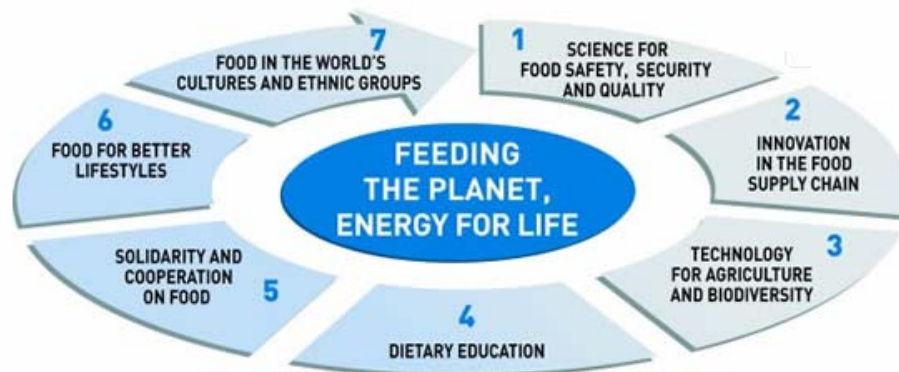 FEEDING
THE PLANET,
ENERGY FOR LIFE
1
SCIENCE FOR
FOOD SAFETY, SECURITY
AND QUALITY
2
INNOVATION
IN THE FOOD
SUPPLY CHAIN
3
TECHNOLOGY
FOR AGRICULTURE
AND BIODIVERSITY
4
DIETARY EDUCATION
5
SOLIDARITY AND
COOPERATION
ON FOOD
6
FOOD FOR BETTER
LIFESTYLES
7
FOOD IN THE WORLD'S
CULTURES AND ETHNIC GROUPS